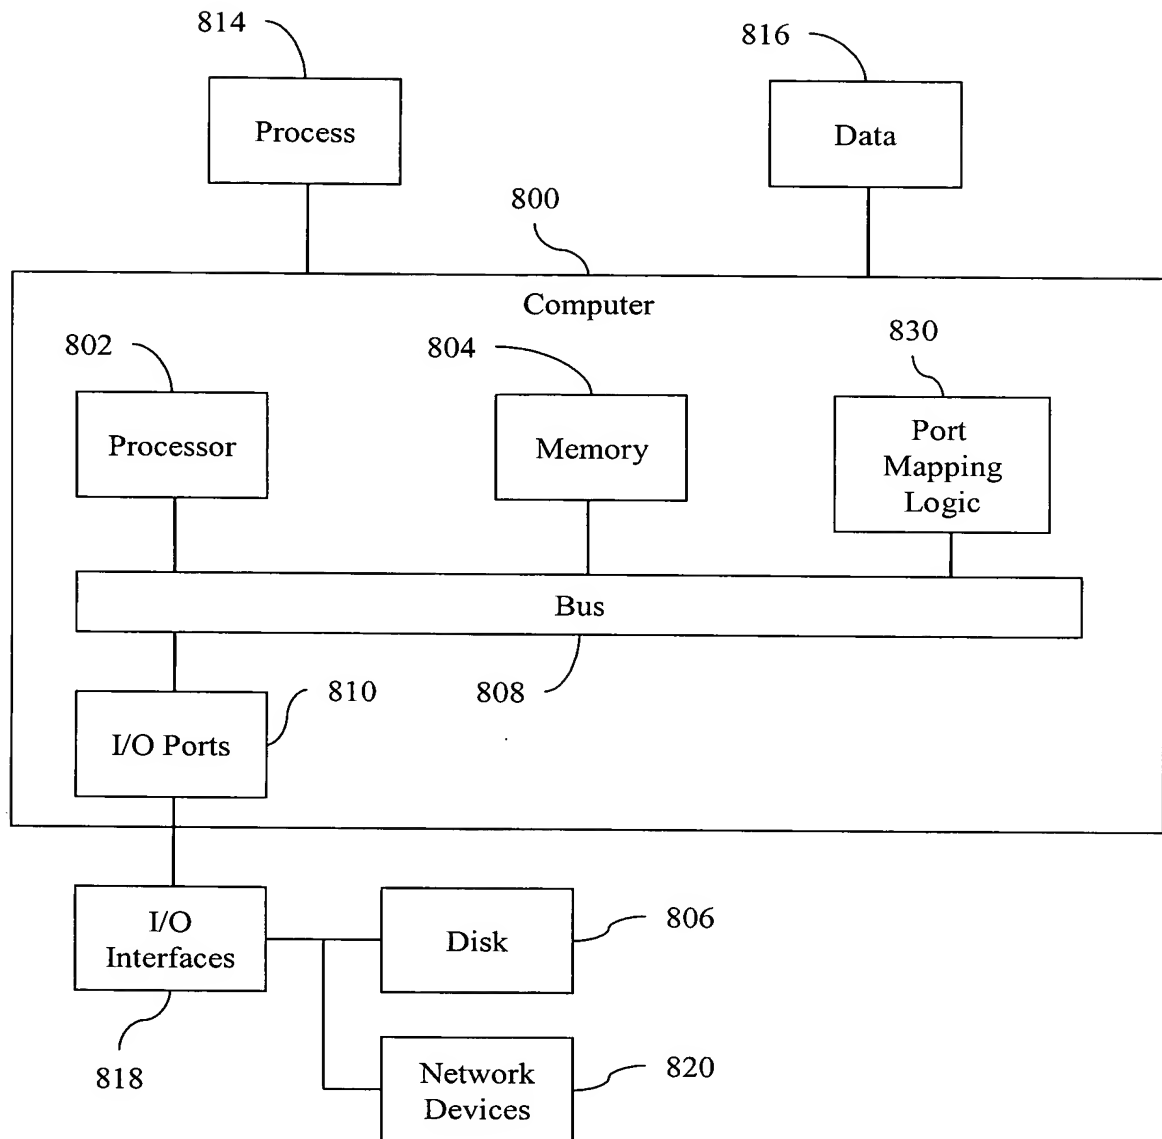 814
816
Process
Data
800
Computer
802
804
830
Processor
Memory
Port
Mapping
Logic
Bus
810
808
I/O Ports
I/O
Interfaces
Disk
806
818
Network
Devices
820